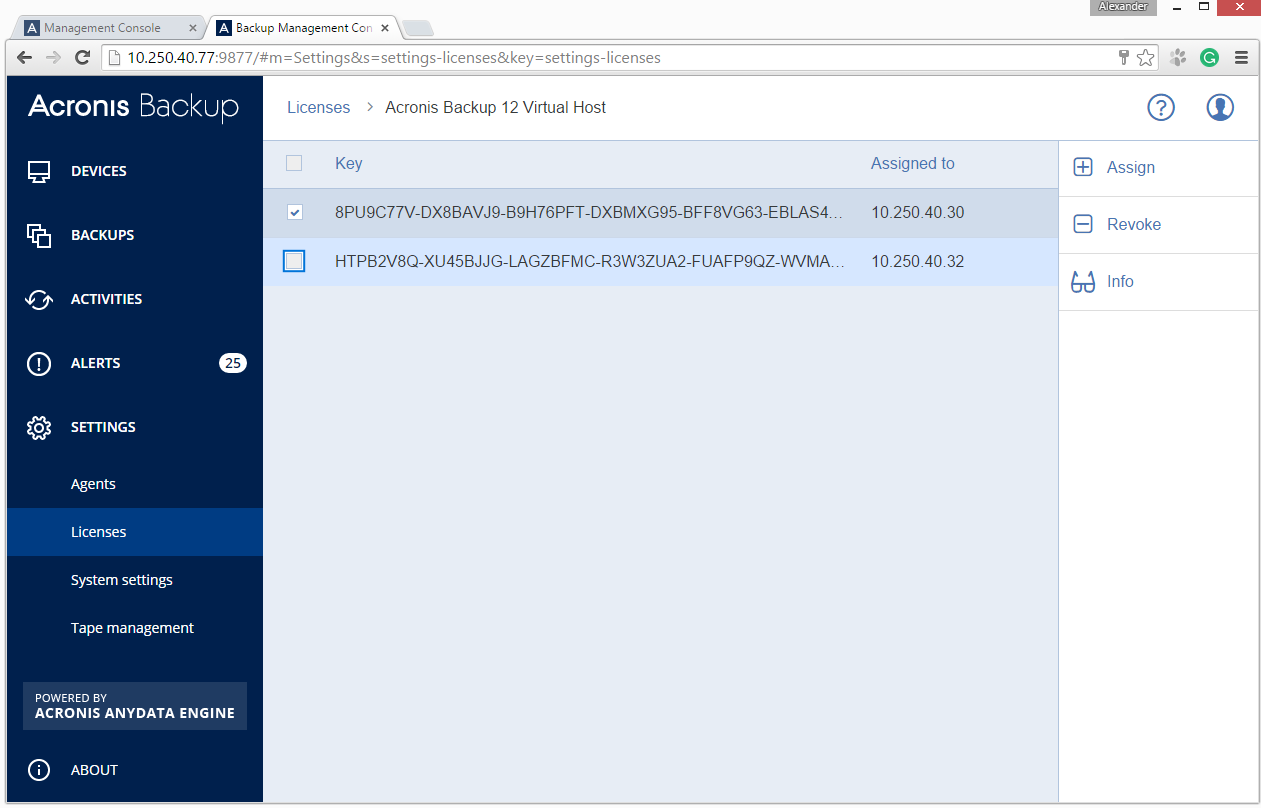 Alexander
Management Console
Backup Management Con
10.250.40.77:9877/#m=Settings&s=settings-licenses&key=settings-licenses
Acronis Backup
Licenses > Acronis Backup 12 Virtual Host
DEVICES
BACKUPS
ACTIVITIES
ALERTS 25
SETTINGS
Agents
Licenses
System settings
Tape management
POWERED BY
ACRONIS ANYDATA ENGINE
ABOUT
Key Assigned to
8PU9C77V-DX8BAVJ9-B9H76PFT-DXBMXG95-BFF8VG63-EBLAS4... 10.250.40.30
HTPB2V8Q-XU45BJJG-LAGZBFMC-R3W3ZUA2-FUAFP9QZ-WVMA... 10.250.40.32
Assign
Revoke
Info